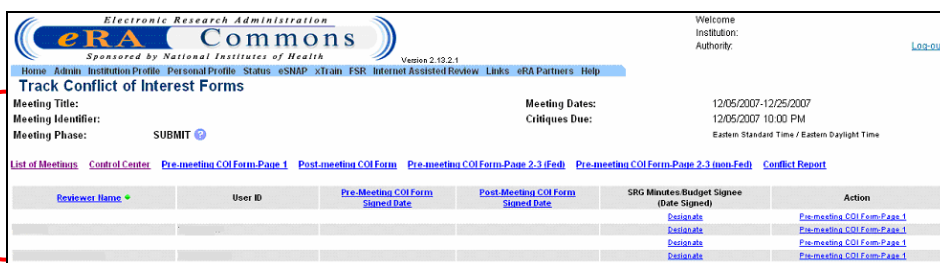 Electronic Research Administration
eRA Commons
Sponsored by National Institutes of Health
Version 2.13.2.1
Welcome
Institution:
Authority:
Log-ou
Home Admin Institution Profile Personal Profile Status eSNAP xTrain FSR Internet Assisted Review Links eRA Partners Help
Track Conflict of Interest Forms
Meeting Title:
Meeting Dates: 12/05/2007-12/25/2007
Meeting Identifier:
Critiques Due: 12/05/2007 10:00 PM
Meeting Phase: SUBMIT ?
Eastern Standard Time / Eastern Daylight Time
List of Meetings Control Center Pre-meeting COI Form-Page 1 Post-meeting COI Form Pre-meeting COI Form-Page 2-3 (Fed) Pre-meeting COI Form-Page 2-3 (non-Fed) Conflict Report
Reviewer Name User ID Pre-Meeting COI Form Signed Date Post-Meeting COI Form Signed Date SRG Minutes/Budget Signee (Date Signed) Action
Designate Pre-meeting COI Form-Page 1
Designate Pre-meeting COI Form-Page 1
Designate Pre-meeting COI Form-Page 1
Designate Pre-meeting COI Form-Page 1